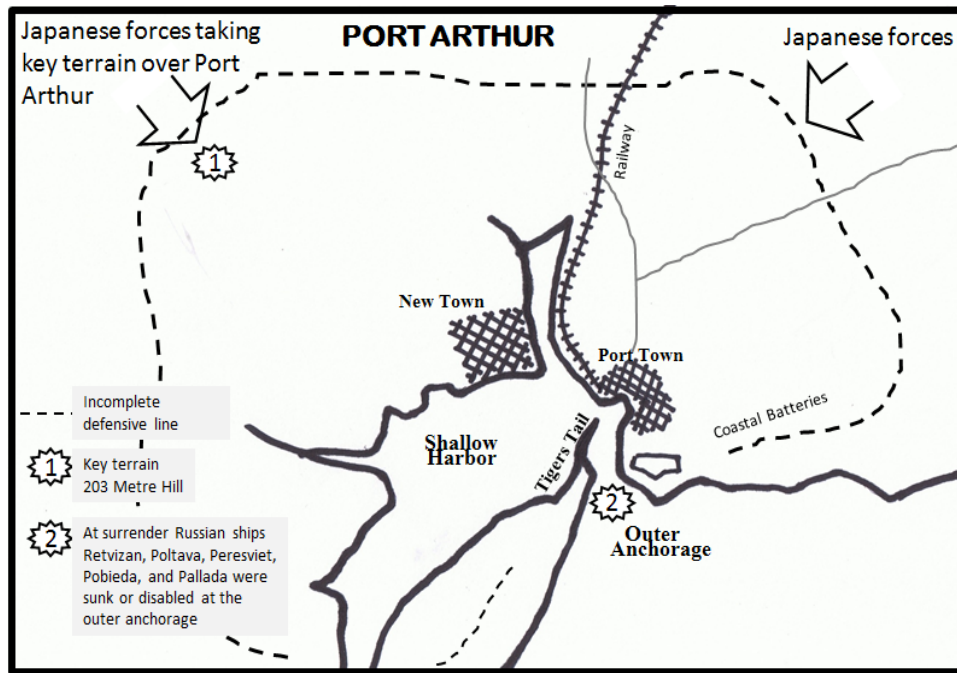 Japanese forces taking
key terrain over Port
Arthur
PORT ARTHUR
Japanese forces
1
Railway
New Town
Port Town
Coastal Batteries
Shallow
Harbor
Tigers Tail
2
Outer
Anchorage
Incomplete
defensive line
1
Key terrain
203 Metre Hill
2
At surrender Russian ships
Retvizan, Poltava, Peresviet,
Pobieda, and Pallada were
sunk or disabled at the
outer anchorage